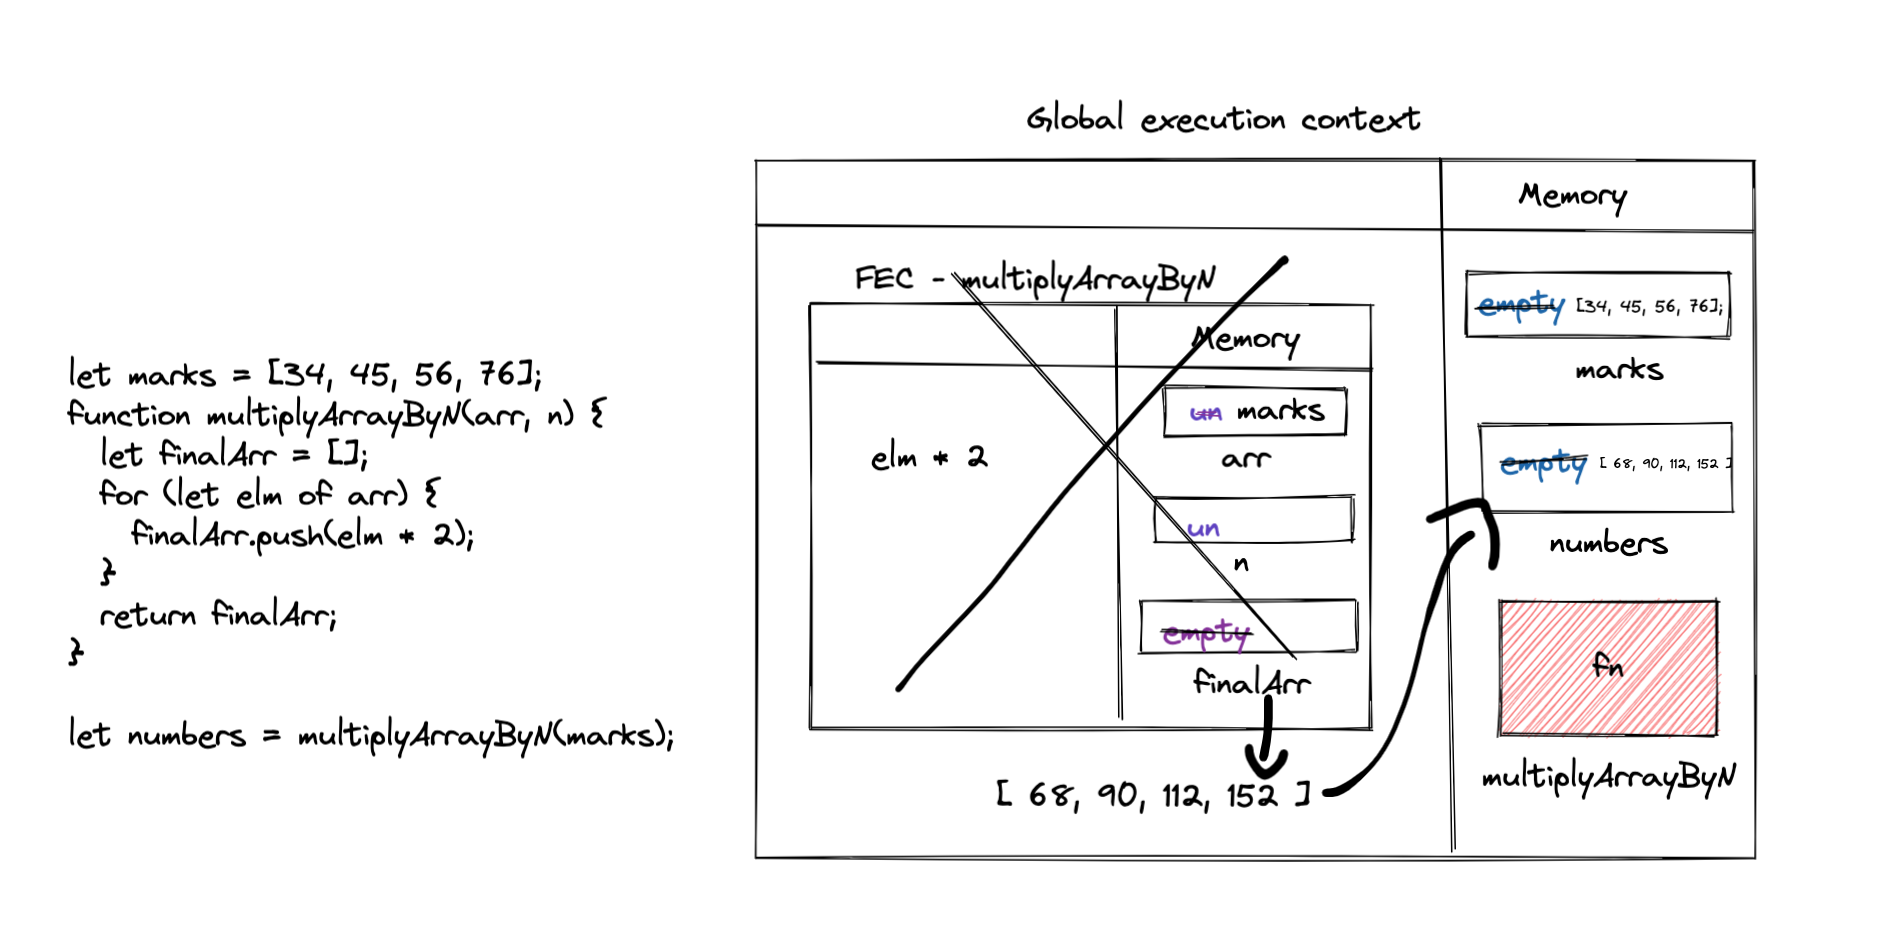 Global execution context
Memory
FEC - multiplyArrayByN
Memory
empty [34, 45, 56, 76];
marks
un marks
arr
elm * 2
un
n
empty
finalArr
empty [ 68, 90, 112, 152 ]
numbers
fn
multiplyArrayByN
[ 68, 90, 112, 152 ]
let marks = [34, 45, 56, 76];
function multiplyArrayByN(arr, n) {
let finalArr = [];
for (let elm of arr) {
finalArr.push(elm * 2);
}
return finalArr;
}
let numbers = multiplyArrayByN(marks);